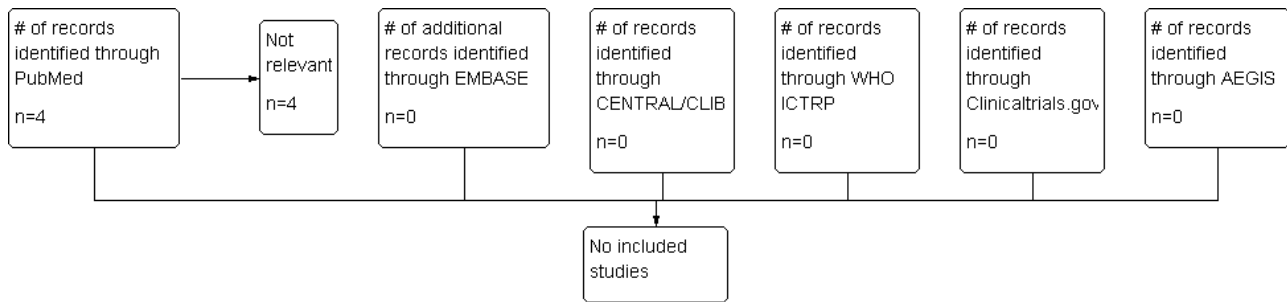 # of records
identified through
PubMed
n=4
Not
relevant
n=4
# of additional
records identified
through EMBASE
n=0
# of records
identified
through
CENTRAL/CLIB
n=0
# of records
identified
through WHO
ICTRP
n=0
# of records
identified
through
Clinicaltrials.gov
n=0
# of records
identified
through AEGIS
n=0
No included
studies